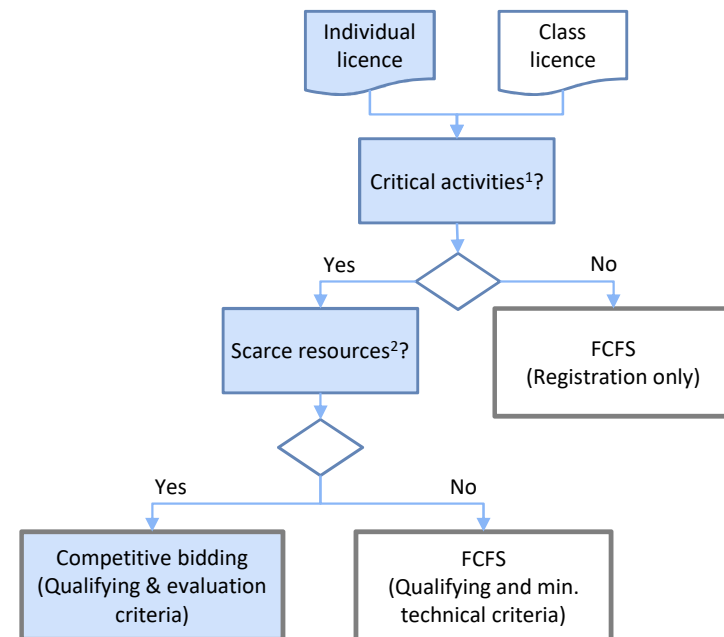 Individual
licence
Class
licence
Critical activities¹?
Yes
No
Scarce resources²?
FCFS
(Registration only)
Yes
No
Competitive bidding
(Qualifying & evaluation
criteria)
FCFS
(Qualifying and min.
technical criteria)